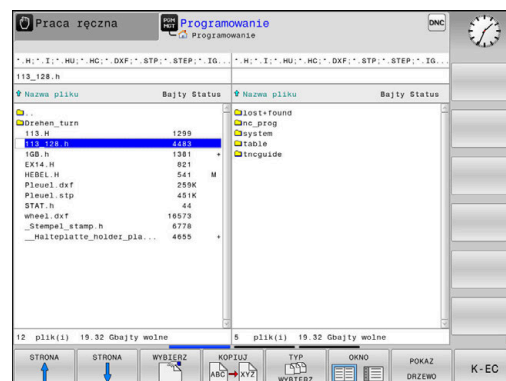 Praca ręczna
PGM MGT
Programowanie
Programowanie
DNC
*.H;*.I;*.HU;*.HC;*.DXF;*.STP;*.STEP;*.IG...
*.H;*.I;*.HU;*.HC;*.DXF;*.STP;*.STEP;*.IG...
113_128.h
Nazwa pliku Bajty Status
..
Drehen_turn
113.H 1299
113_128.h 4483
1GB.h 1381 +
EX14.H 821
HEBEL.H 541 M
Pleuel.dxf 259K
Pleuel.stp 451K
STAT.h 44
wheel.dxf 16573
_Stempel_stamp.h 6778
__Halteplatte_holder_pla... 4655 +
12 plik(i) 19.32 Gbajty wolne
Nazwa pliku Bajty Status
lost+found
nc_prog
system
table
tncguide
5 plik(i) 19.32 Gbajty wolne
STRONA
STRONA
WYBIERZ
KOPIUJ
ABC XYZ
TYP
WYBIERZ
OKNO
POKAZ
DRZEWO
K-EC